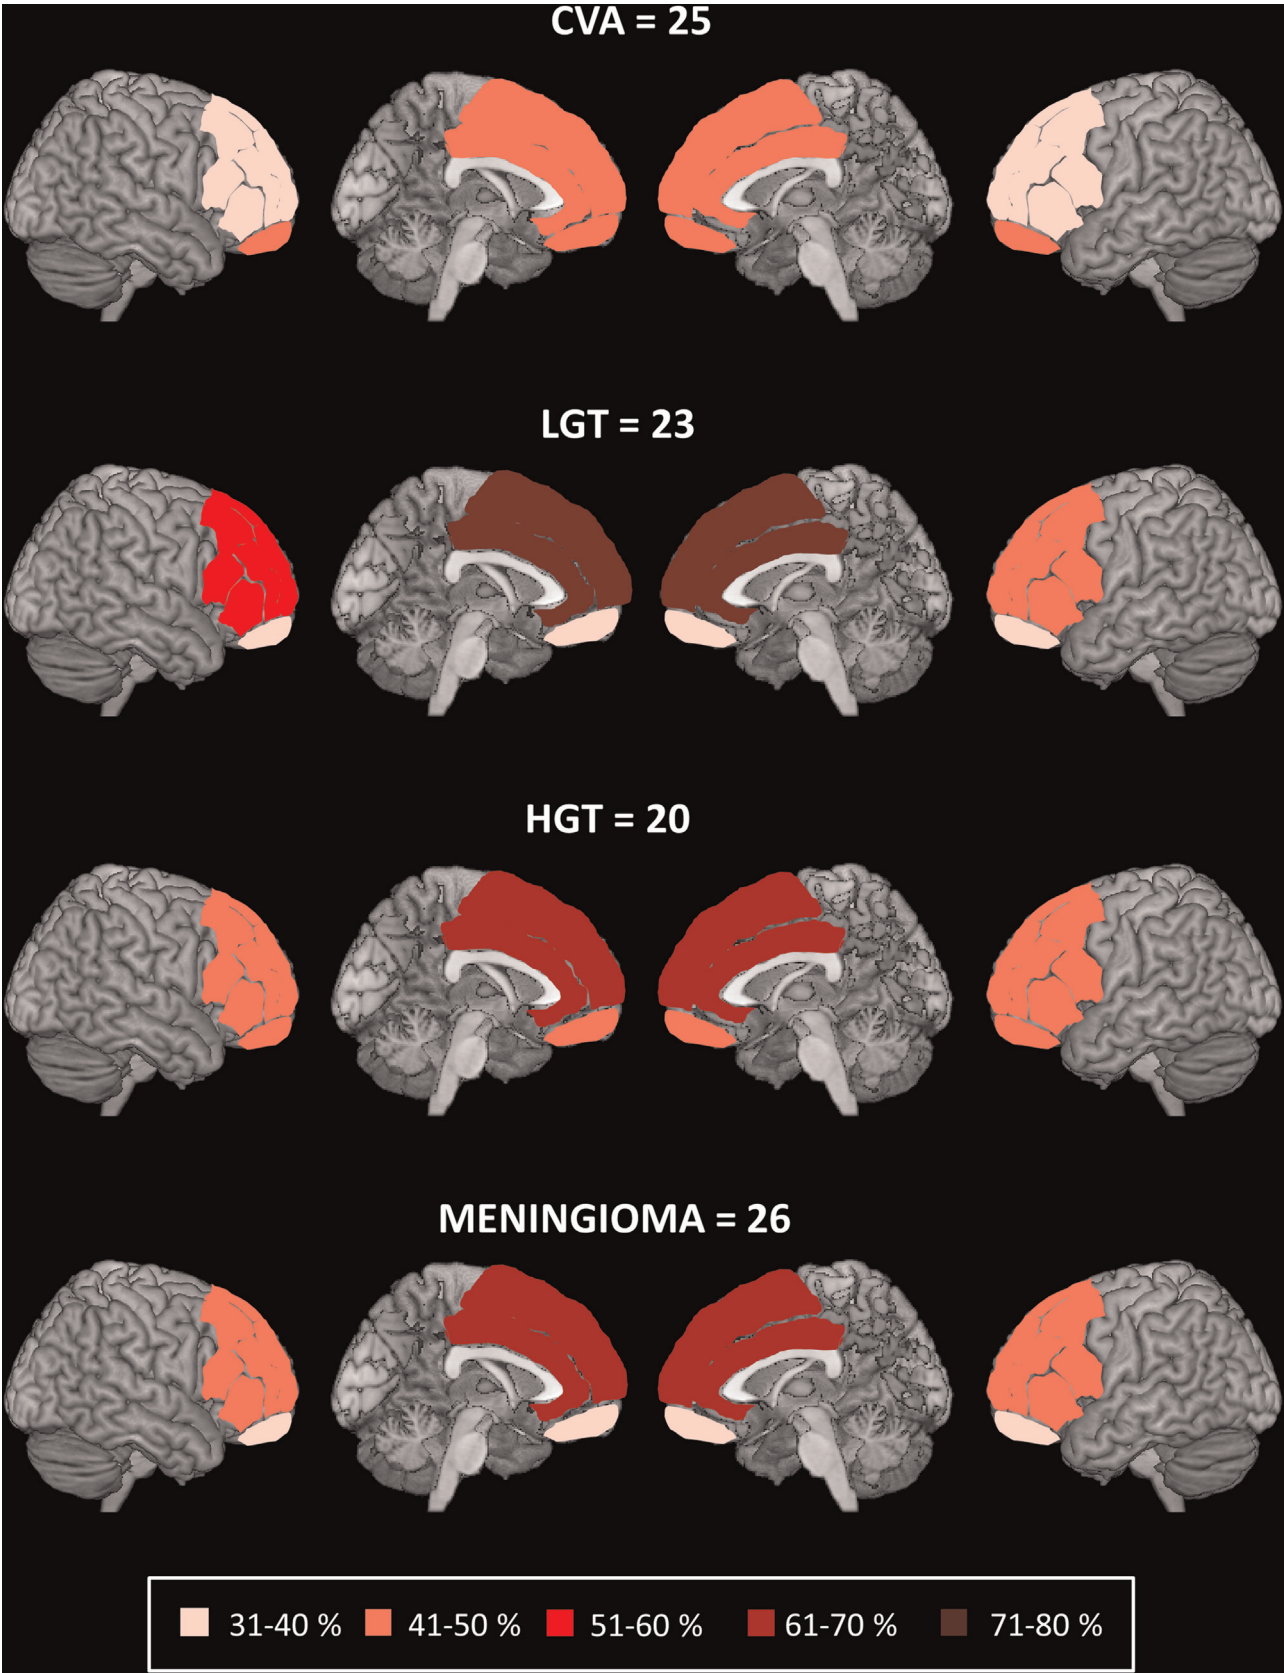 CVA = 25
LGT = 23
HGT = 20
MENINGIOMA = 26
31-40 % 41-50 % 51-60 % 61-70 % 71-80 %